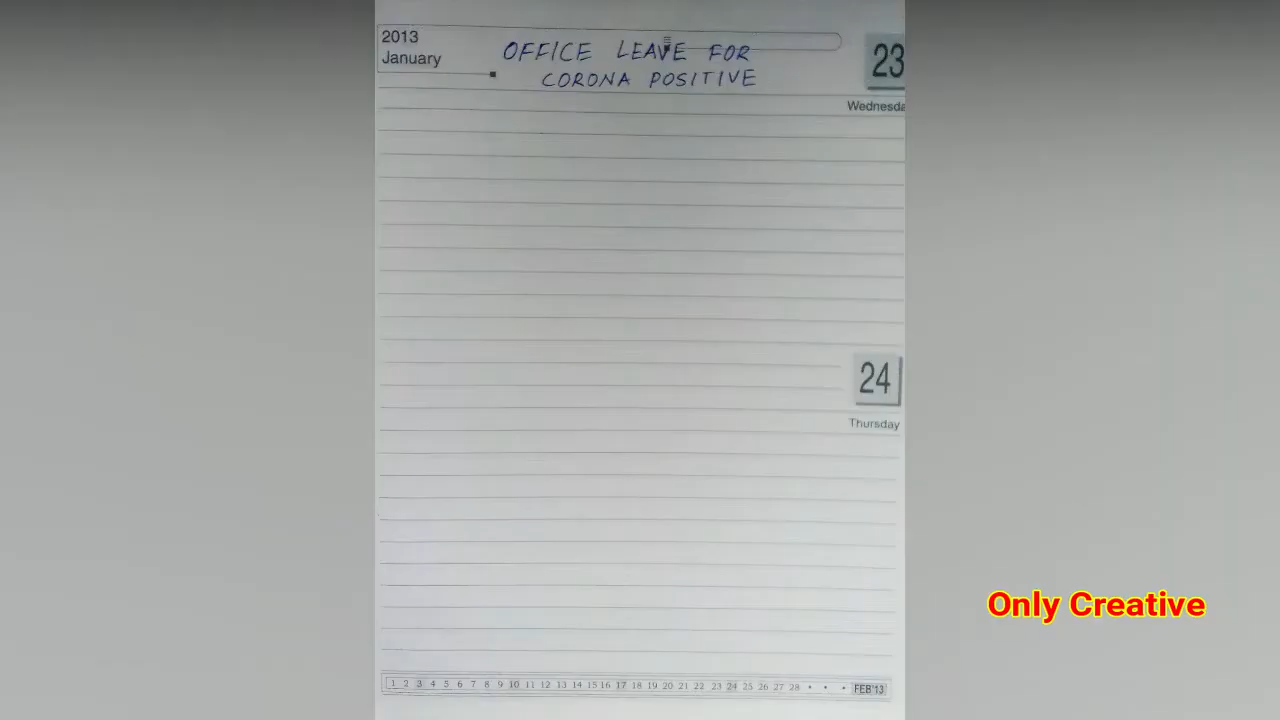 2013
January
OFFICE LEAVE FOR
CORONA POSITIVE
23
Wednesda
24
Thursday
1 2 3 4 5 6 7 8 9 10 11 12 13 14 15 16 17 18 19 20 21 22 23 24 25 26 27 28 • • • FEB'13
Only Creative